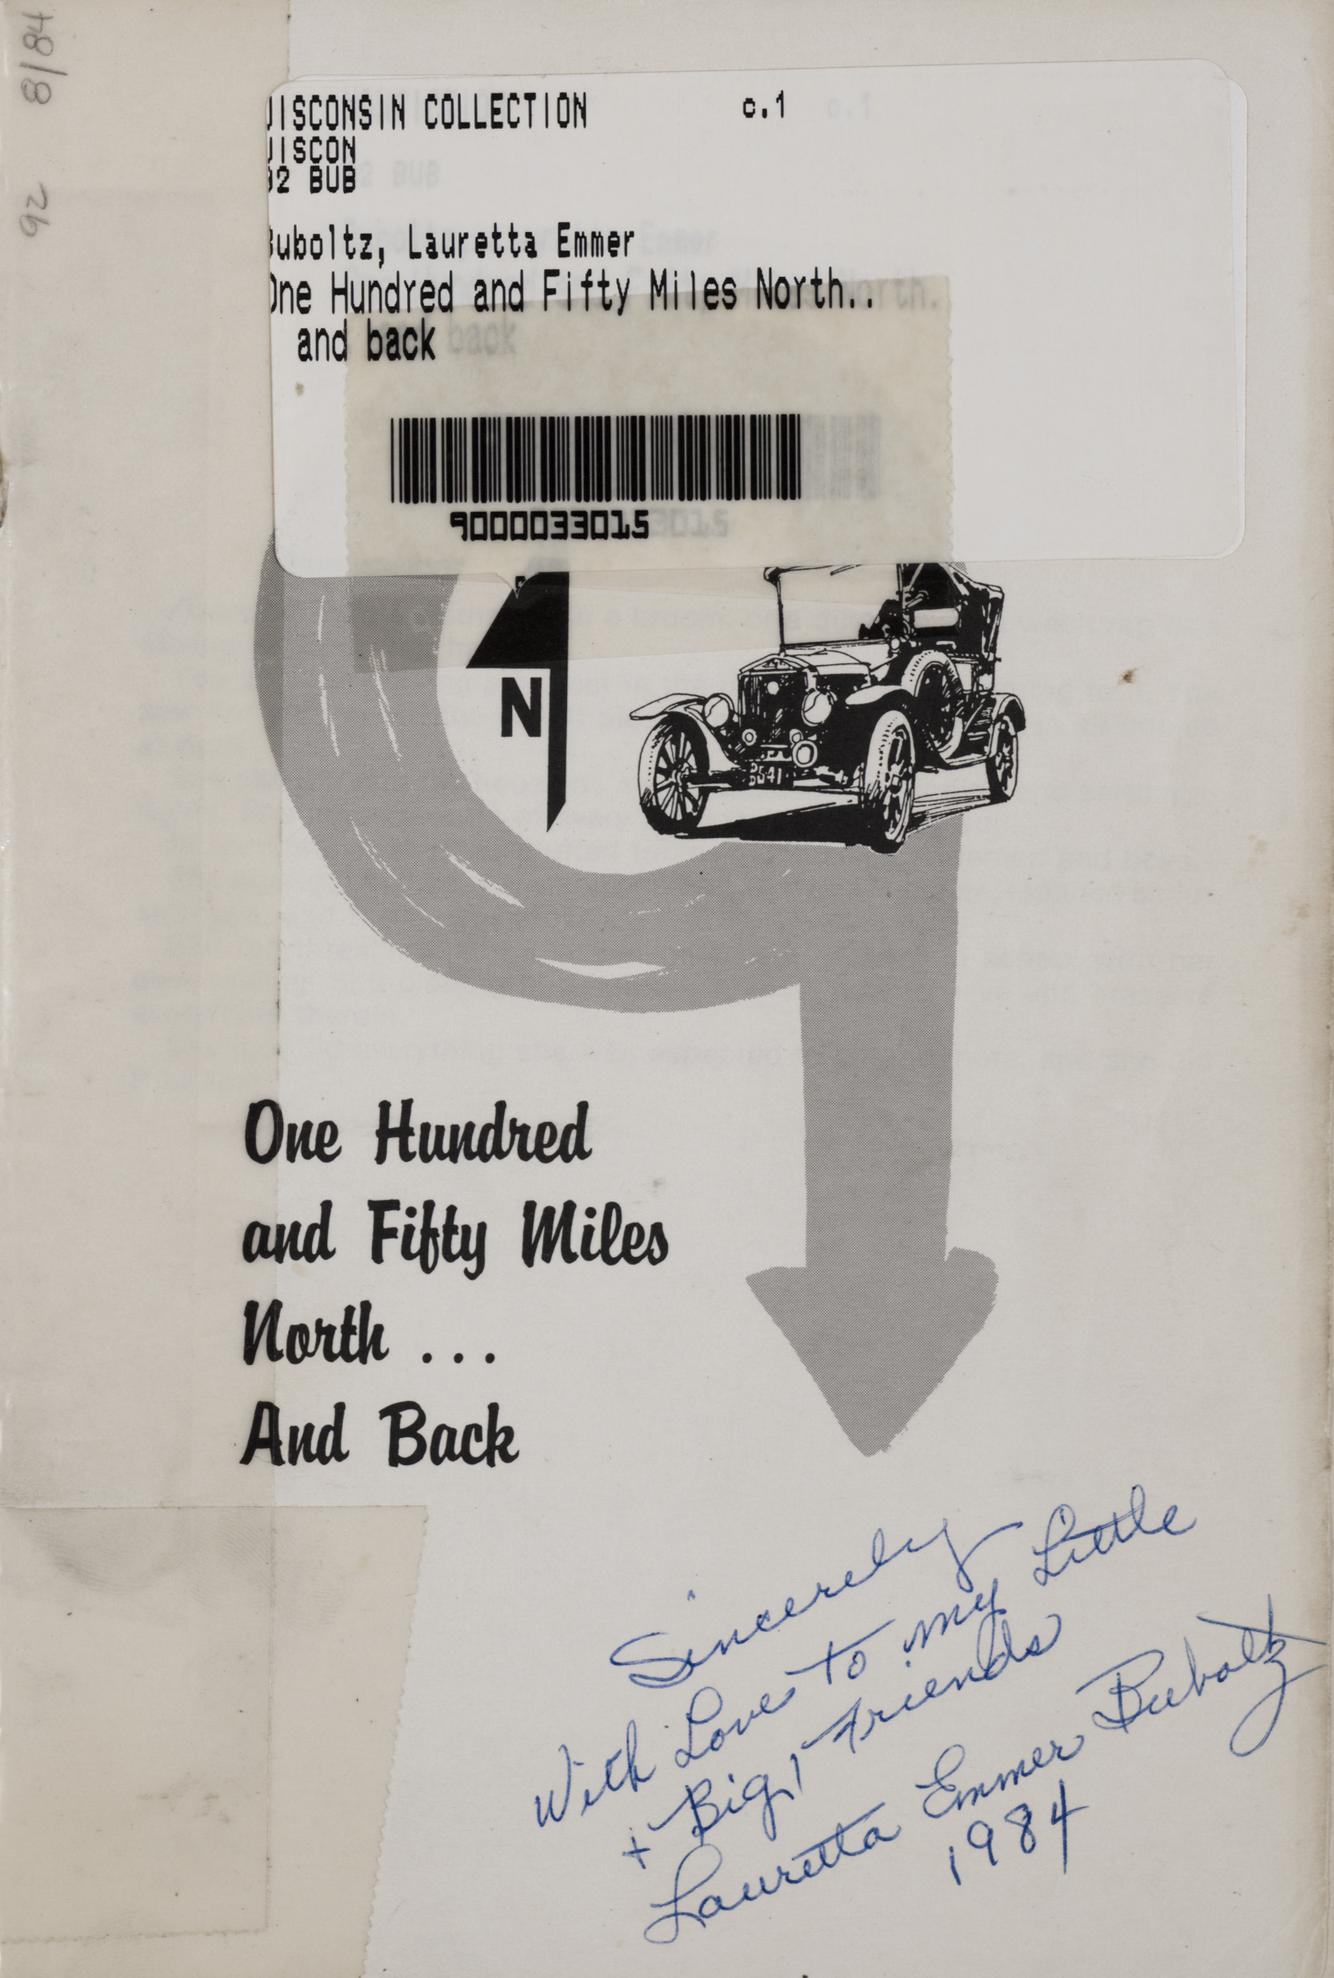 8/84
92
WISCONSIN COLLECTION c.1
WISCON
92 BUB
Buboltz, Lauretta Emmer
One Hundred and Fifty Miles North..
and back
9000033015
N
One Hundred
and Fifty Miles
North ...
And Back
Sincerely
With Love to my Little
+ Big! Friends
Lauretta Emmer Buboltz
1984